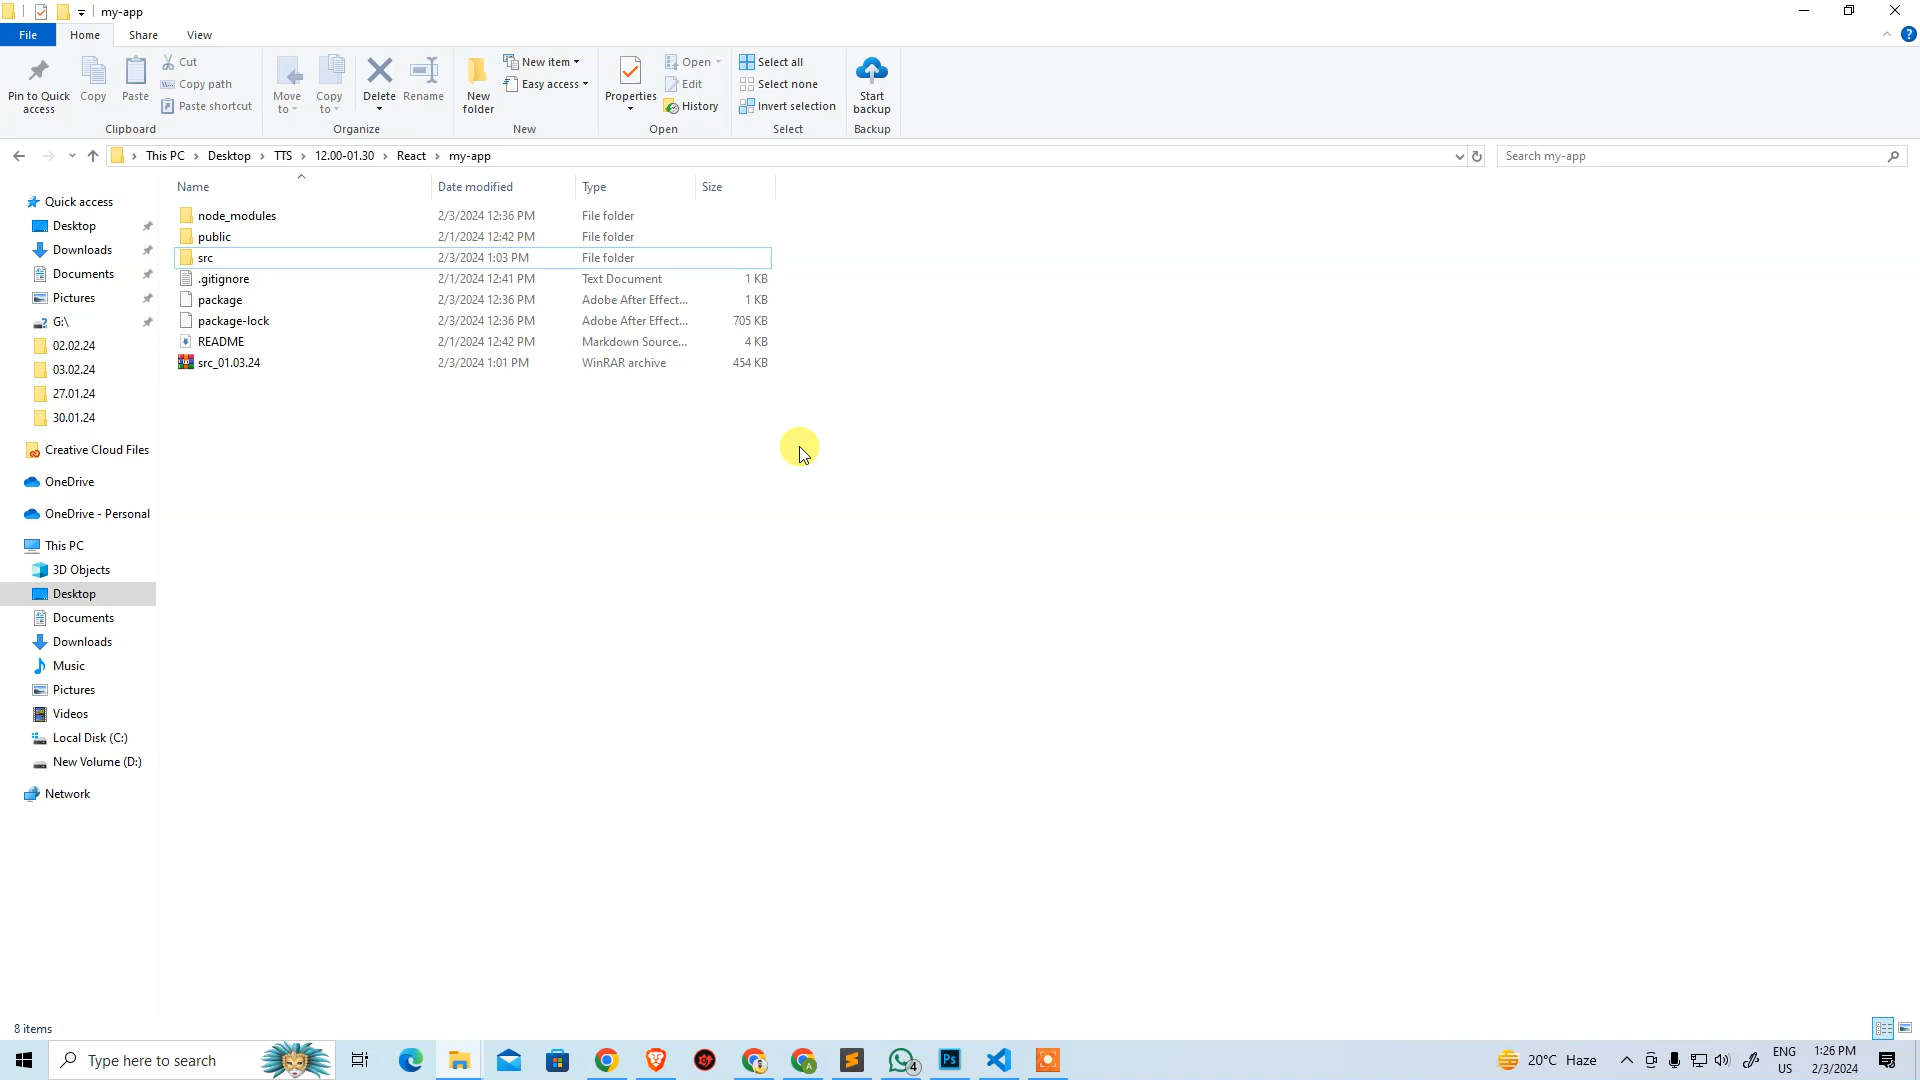 my-app
File Home Share View
Pin to Quick access
Copy
Paste
Cut
Copy path
Paste shortcut
Clipboard
Move to
Copy to
Delete
Rename
Organize
New folder
New item
Easy access
New
Properties
Open
Edit
History
Open
Select all
Select none
Invert selection
Select
Start backup
Backup
This PC > Desktop > TTS > 12.00-01.30 > React > my-app
Search my-app
Name Date modified Type Size
node_modules 2/3/2024 12:36 PM File folder
public 2/1/2024 12:42 PM File folder
src 2/3/2024 1:03 PM File folder
.gitignore 2/1/2024 12:41 PM Text Document 1 KB
package 2/3/2024 12:36 PM Adobe After Effect... 1 KB
package-lock 2/3/2024 12:36 PM Adobe After Effect... 705 KB
README 2/1/2024 12:42 PM Markdown Source... 4 KB
src_01.03.24 2/3/2024 1:01 PM WinRAR archive 454 KB
Quick access
Desktop
Downloads
Documents
Pictures
G:\
02.02.24
03.02.24
27.01.24
30.01.24
Creative Cloud Files
OneDrive
OneDrive - Personal
This PC
3D Objects
Desktop
Documents
Downloads
Music
Pictures
Videos
Local Disk (C:)
New Volume (D:)
Network
8 items
Type here to search
A
4
Ps
20°C Haze
ENG
US
1:26 PM
2/3/2024